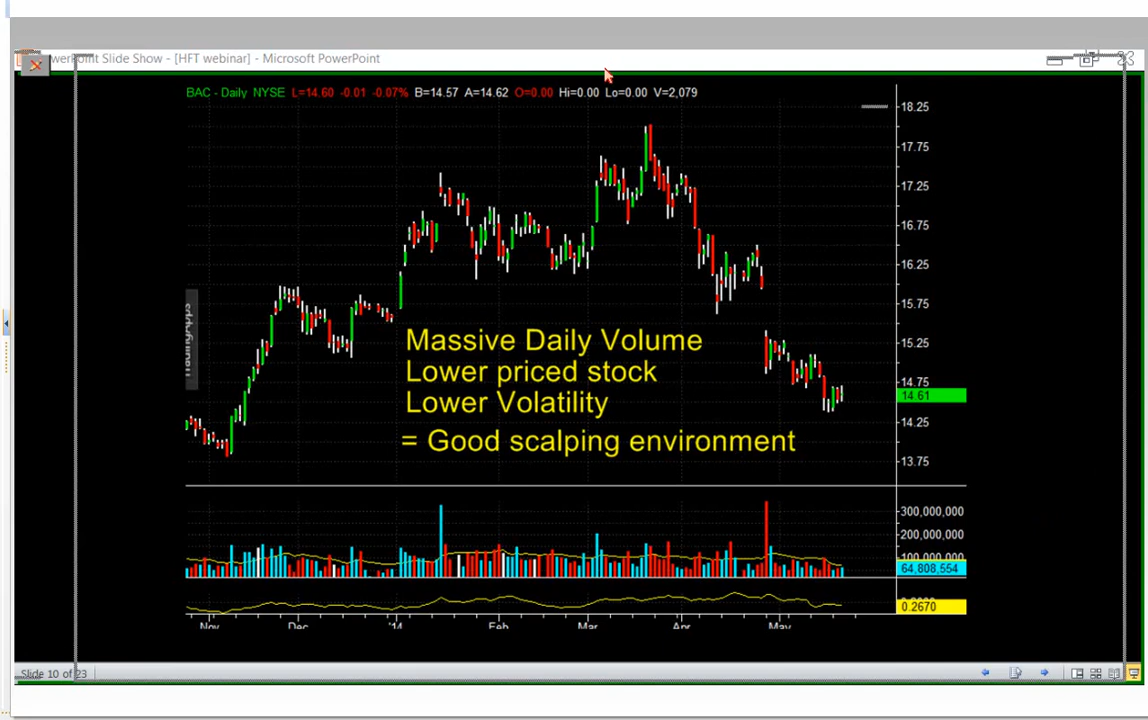 werPoint Slide Show - [HFT webinar] - Microsoft PowerPoint
BAC - Daily NYSE L=14.60 -0.01 -0.07% B=14.57 A=14.62 O=0.00 Hi=0.00 Lo=0.00 V=2,079
18.25
17.75
17.25
16.75
16.25
15.75
15.25
14.75
14.61
14.25
13.75
TradingApps
Massive Daily Volume
Lower priced stock
Lower Volatility
= Good scalping environment
300,000,000
200,000,000
100,000,000
64,808,554
0.2670
Nov Dec '14 Feb Mar Apr May
Slide 10 of 23